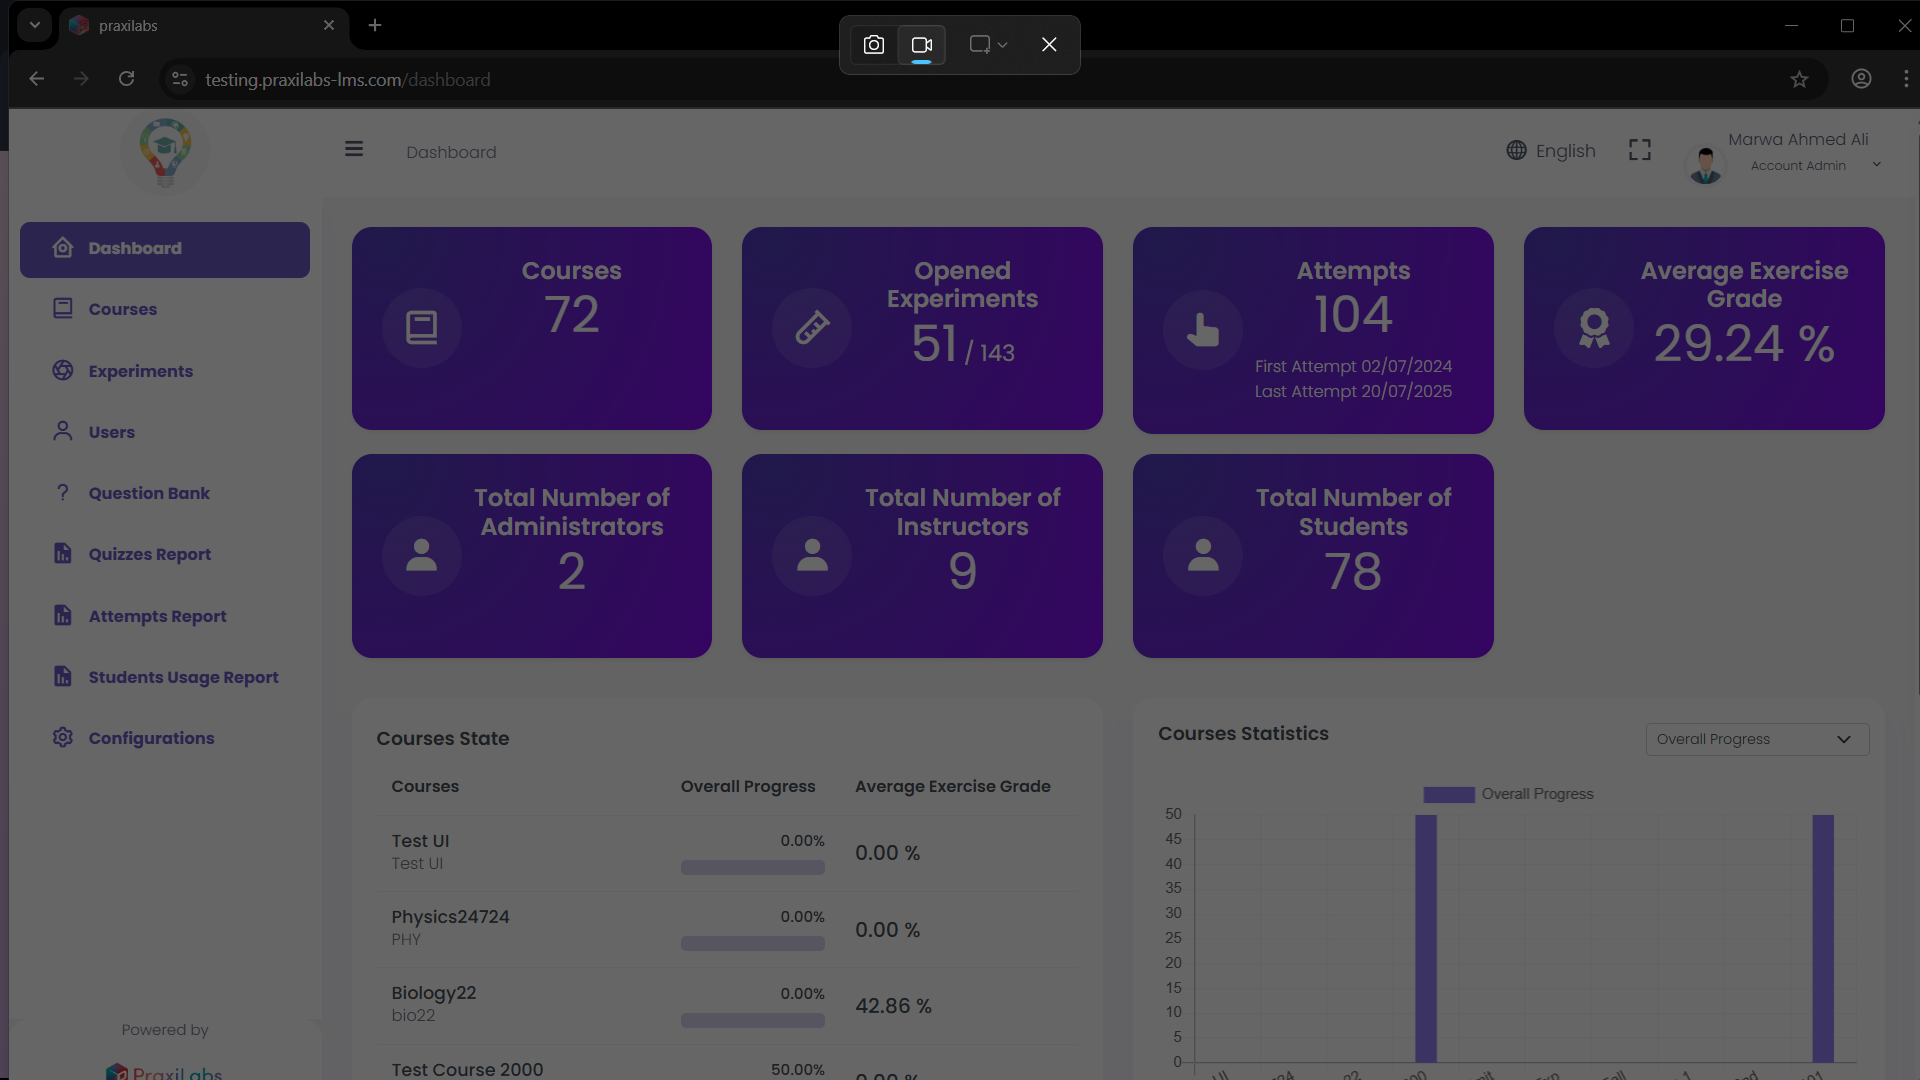 praxilabs
testing.praxilabs-lms.com/dashboard
Dashboard
English
Marwa Ahmed Ali
Account Admin
Dashboard
Courses
Experiments
Users
Question Bank
Quizzes Report
Attempts Report
Students Usage Report
Configurations
Powered by
PraxiLabs
Courses
72
Opened
Experiments
51 / 143
Attempts
104
First Attempt 02/07/2024
Last Attempt 20/07/2025
Average Exercise
Grade
29.24 %
Total Number of
Administrators
2
Total Number of
Instructors
9
Total Number of
Students
78
Courses State
Courses Overall Progress Average Exercise Grade
Test UI 0.00%
Test UI
0.00 %
Physics24724 0.00%
PHY
0.00 %
Biology22 0.00%
bio22
42.86 %
Test Course 2000 50.00%
0.00 %
Courses Statistics
Overall Progress
Overall Progress
50
45
40
35
30
25
20
15
10
5
0